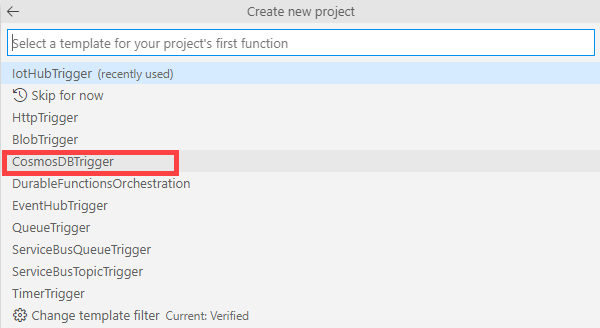 Create new project
Select a template for your project's first function
IotHubTrigger (recently used)
Skip for now
HttpTrigger
BlobTrigger
CosmosDBTrigger
DurableFunctionsOrchestration
EventHubTrigger
QueueTrigger
ServiceBusQueueTrigger
ServiceBusTopicTrigger
TimerTrigger
Change template filter Current: Verified